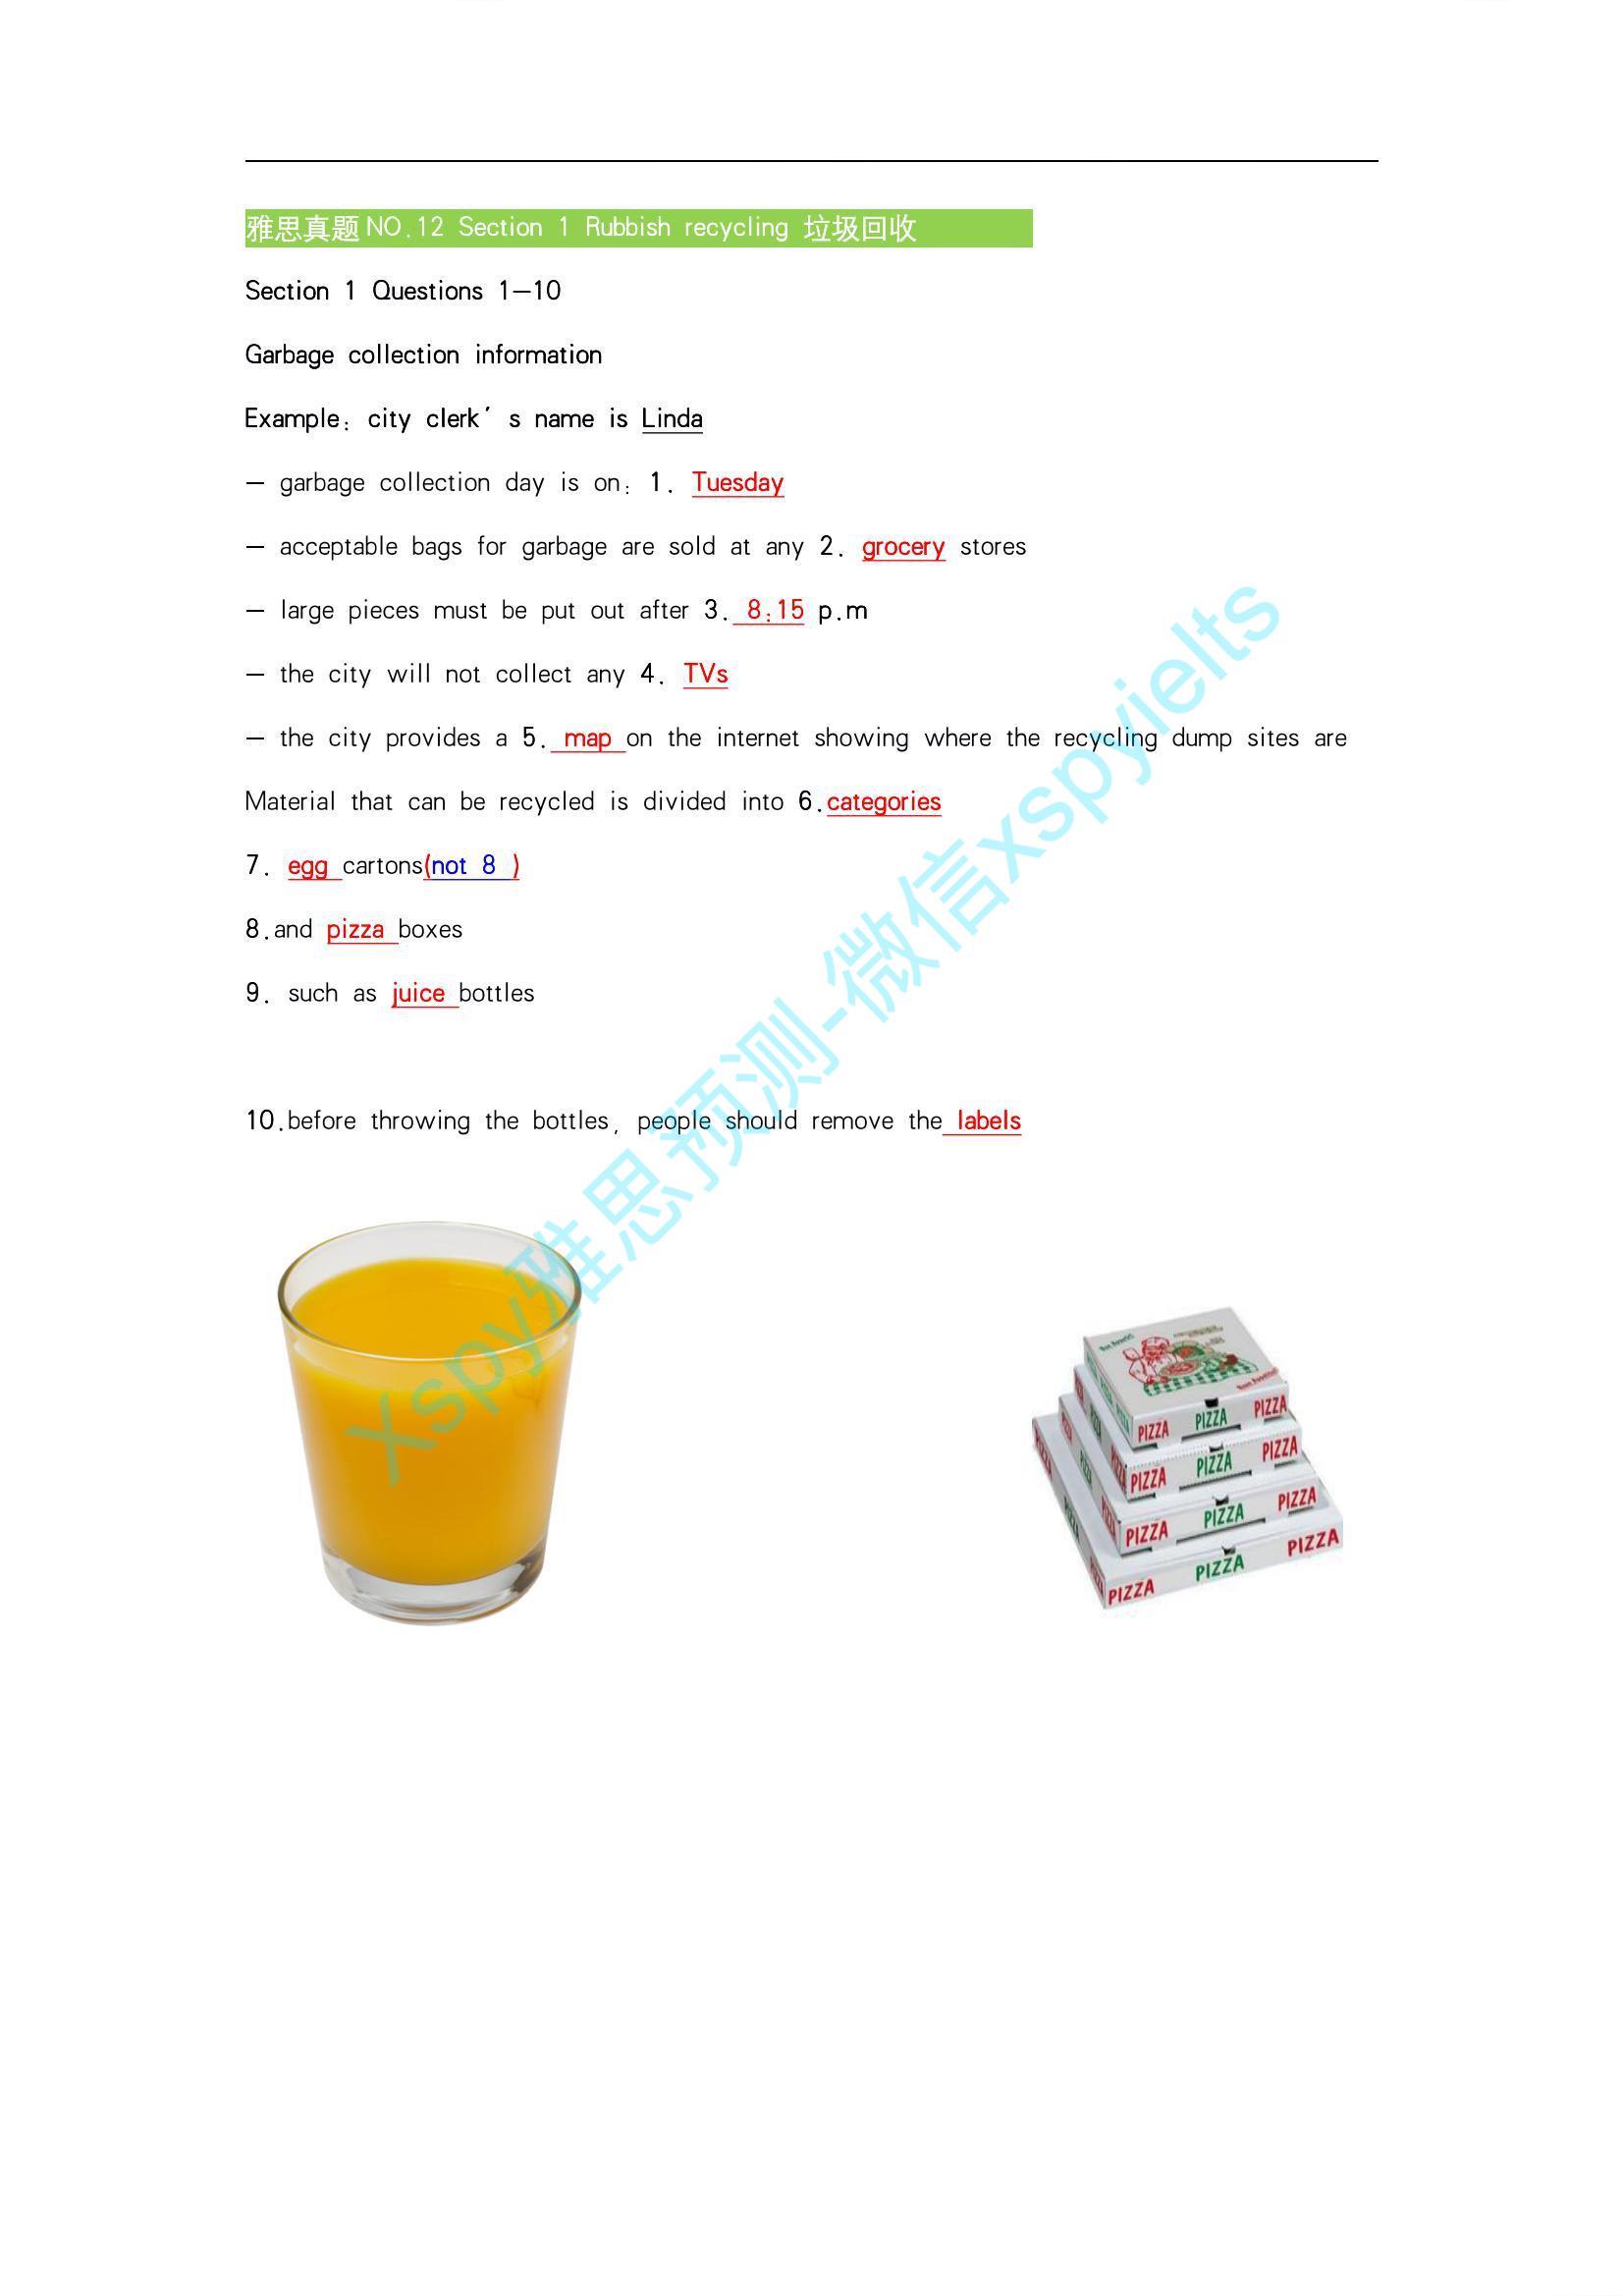 雅思真题 NO.12 Section 1 Rubbish recycling 垃圾回收
Section 1 Questions 1—10
Garbage collection information
Example: city clerk's name is Linda
— garbage collection day is on: 1. Tuesday
— acceptable bags for garbage are sold at any 2. grocery stores
— large pieces must be put out after 3. 8:15 p.m
— the city will not collect any 4. TVs
— the city provides a 5. map on the internet showing where the recycling dump sites are
Material that can be recycled is divided into 6.categories
7. egg cartons(not 8 )
8.and pizza boxes
9. such as juice bottles
10.before throwing the bottles, people should remove the labels
Xspy雅思预测-微信xspyielts
Bon Appetit!
Bon Appetito!
PIZZA PIZZA PIZZA
PIZZA PIZZA PIZZA
PIZZA PIZZA PIZZA
PIZZA PIZZA PIZZA